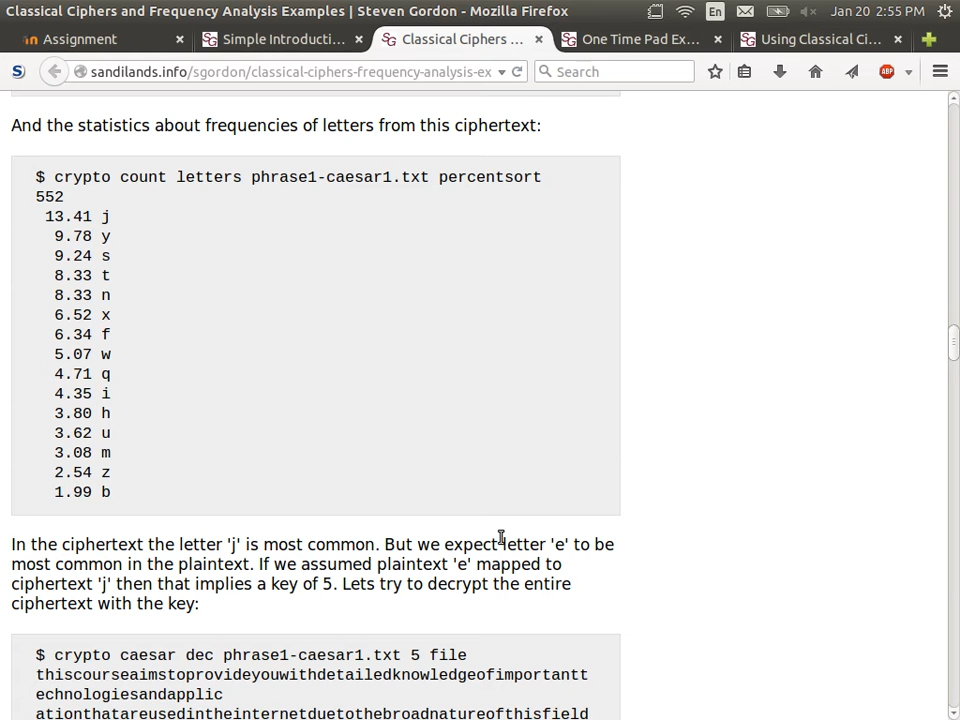 Classical Ciphers and Frequency Analysis Examples | Steven Gordon - Mozilla Firefox
En
Jan 20 2:55 PM
Assignment
Simple Introducti...
Classical Ciphers ...
One Time Pad Ex...
Using Classical Ci...
sandilands.info/sgordon/classical-ciphers-frequency-analysis-ex
Search
ABP
And the statistics about frequencies of letters from this ciphertext:
$ crypto count letters phrase1-caesar1.txt percentsort
552
13.41 j
9.78 y
9.24 s
8.33 t
8.33 n
6.52 x
6.34 f
5.07 w
4.71 q
4.35 i
3.80 h
3.62 u
3.08 m
2.54 z
1.99 b
In the ciphertext the letter 'j' is most common. But we expect letter 'e' to be
most common in the plaintext. If we assumed plaintext 'e' mapped to
ciphertext 'j' then that implies a key of 5. Lets try to decrypt the entire
ciphertext with the key:
$ crypto caesar dec phrase1-caesar1.txt 5 file
thiscourseaimstoprovideyouwithdetailedknowledgeofimportantt
echnologiesandapplic
ationthatareusedintheinternetduetothebroadnatureofthisfield